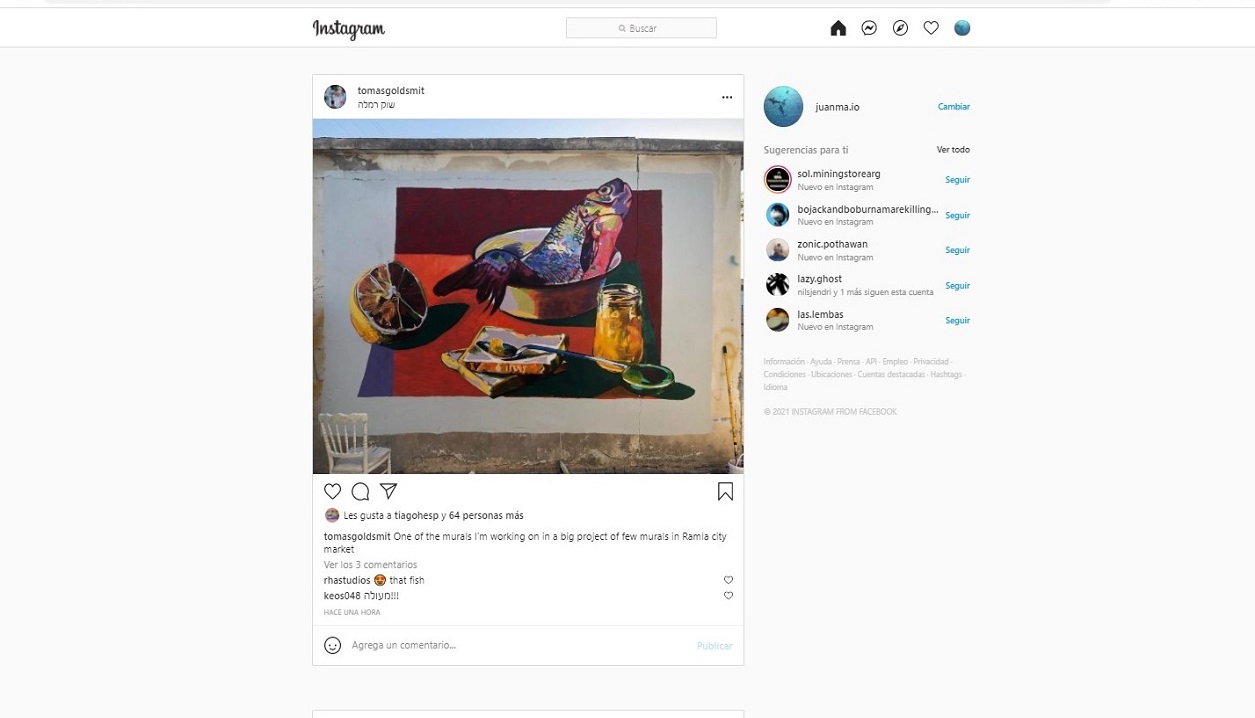 Instagram
Buscar
tomasgoldsmit
שוק רמלה
Les gusta a tiagohesp y 64 personas más
tomasgoldsmit One of the murals I'm working on in a big project of few murals in Ramla city
market
Ver los 3 comentarios
rhastudios 🤩 that fish
keos048 מעולה!!!
HACE UNA HORA
Agrega un comentario...
Publicar
juanma.io
Cambiar
Sugerencias para ti
Ver todo
sol.miningstorearg
Nuevo en Instagram
Seguir
bojackandboburnamarekilling...
Nuevo en Instagram
Seguir
zonic.pothawan
Nuevo en Instagram
Seguir
lazy.ghost
nilsjendri y 1 más siguen esta cuenta
Seguir
las.lembas
Nuevo en Instagram
Seguir
Información · Ayuda · Prensa · API · Empleo · Privacidad ·
Condiciones · Ubicaciones · Cuentas destacadas · Hashtags ·
Idioma
© 2021 INSTAGRAM FROM FACEBOOK